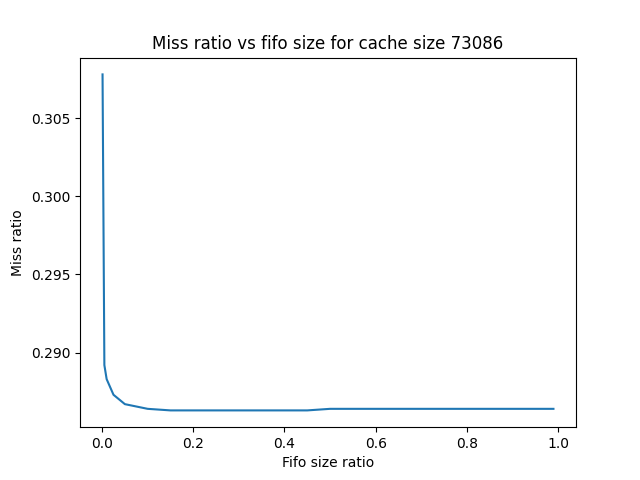 Miss ratio vs fifo size for cache size 73086
0.305
0.300
0.295
0.290
Miss ratio
0.0 0.2 0.4 0.6 0.8 1.0
Fifo size ratio